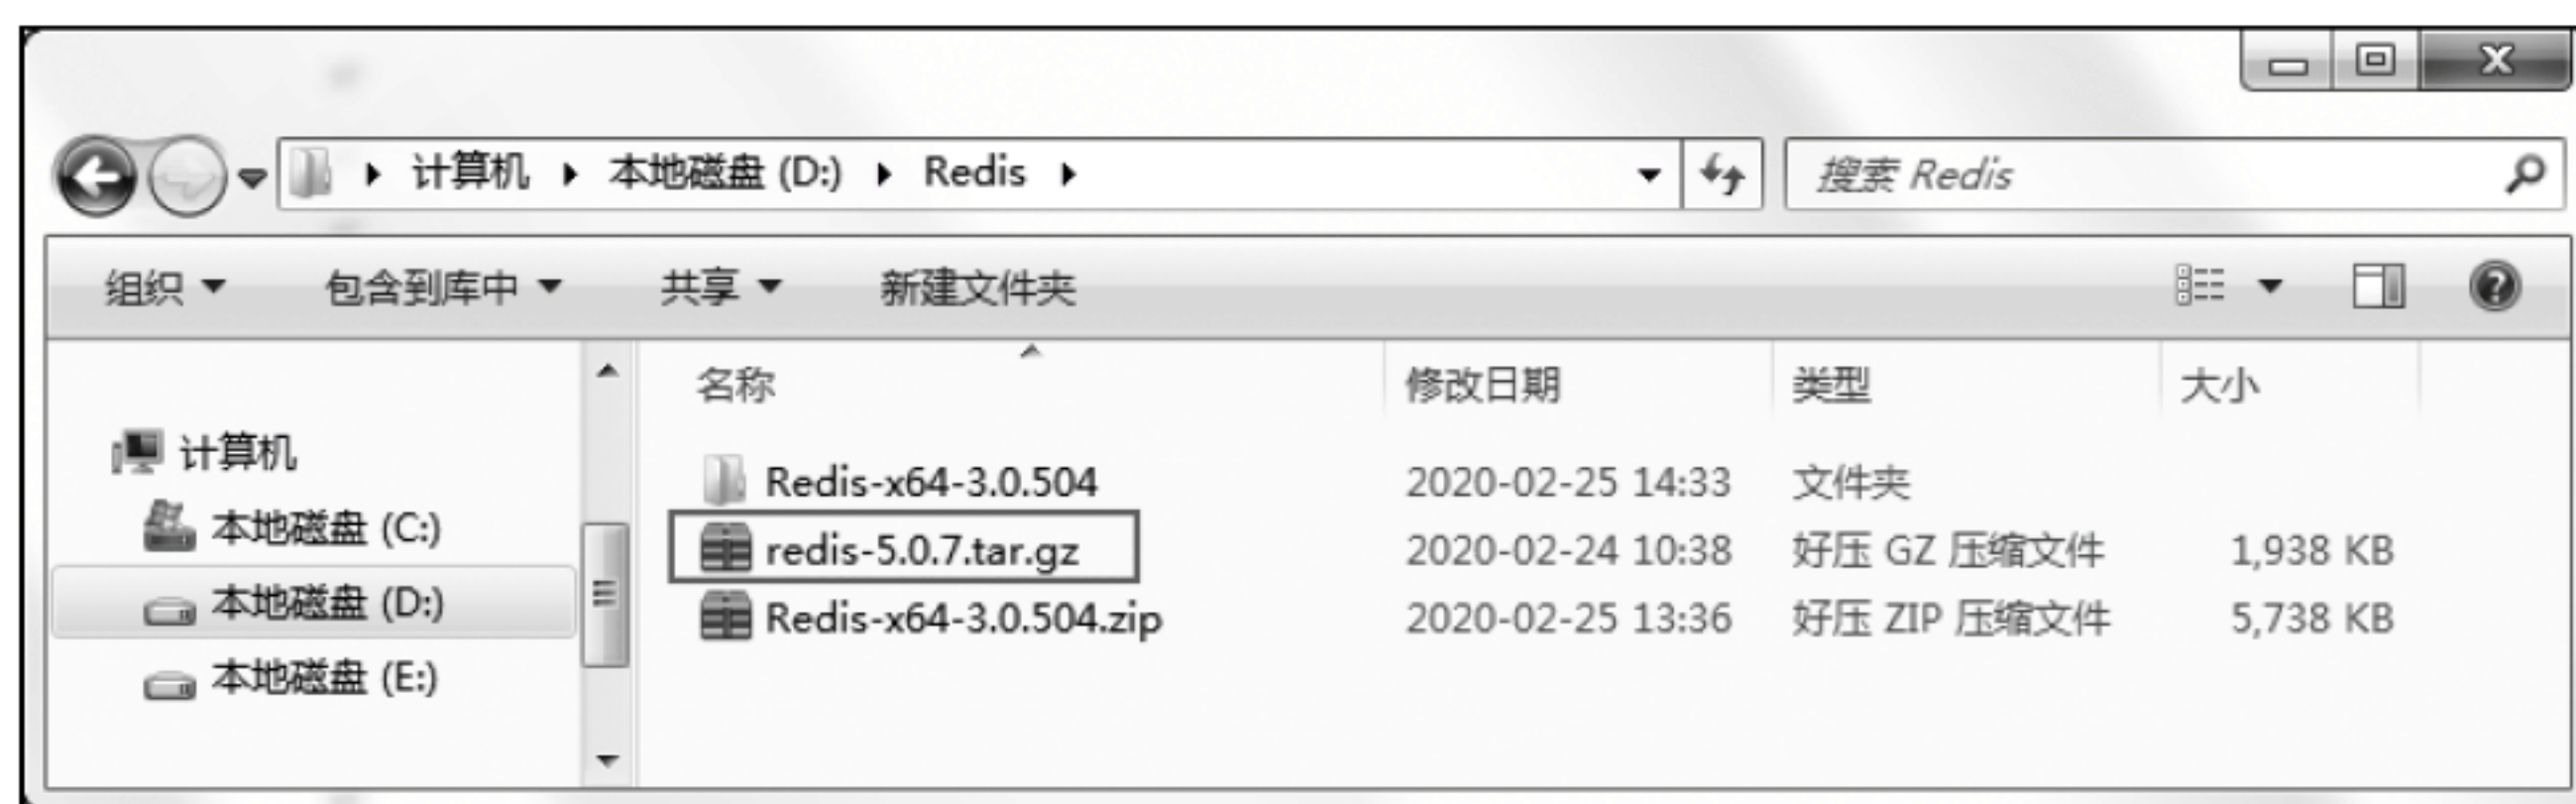 计算机 本地磁盘 (D:) Redis 搜索 Redis
组织 包含到库中 共享 新建文件夹
名称 修改日期 类型 大小
计算机
本地磁盘 (C:)
本地磁盘 (D:)
本地磁盘 (E:)
Redis-x64-3.0.504 2020-02-25 14:33 文件夹
redis-5.0.7.tar.gz 2020-02-24 10:38 好压 GZ 压缩文件 1,938 KB
Redis-x64-3.0.504.zip 2020-02-25 13:36 好压 ZIP 压缩文件 5,738 KB